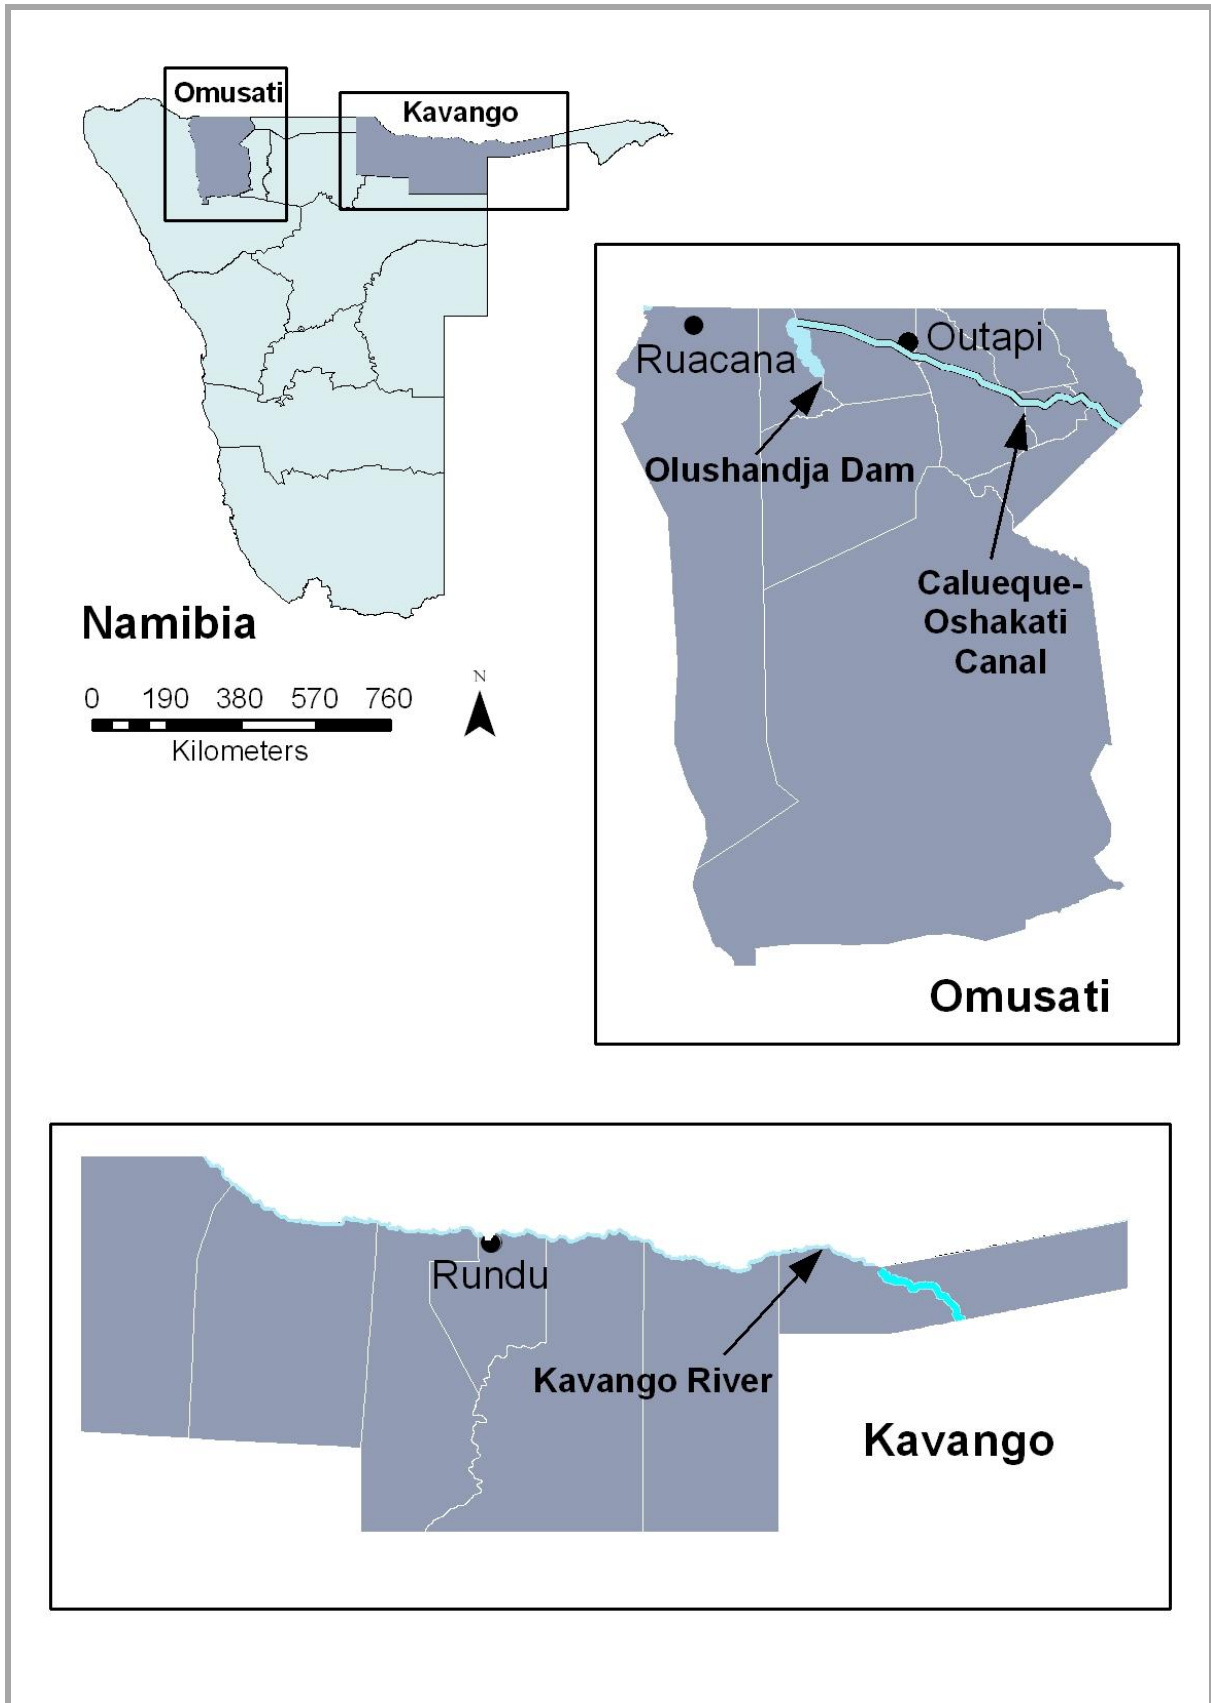 Omusati
Kavango
Namibia
0 190 380 570 760
Kilometers
N
Ruacana
Outapi
Olushandja Dam
Calueque-
Oshakati
Canal
Omusati
Rundu
Kavango River
Kavango